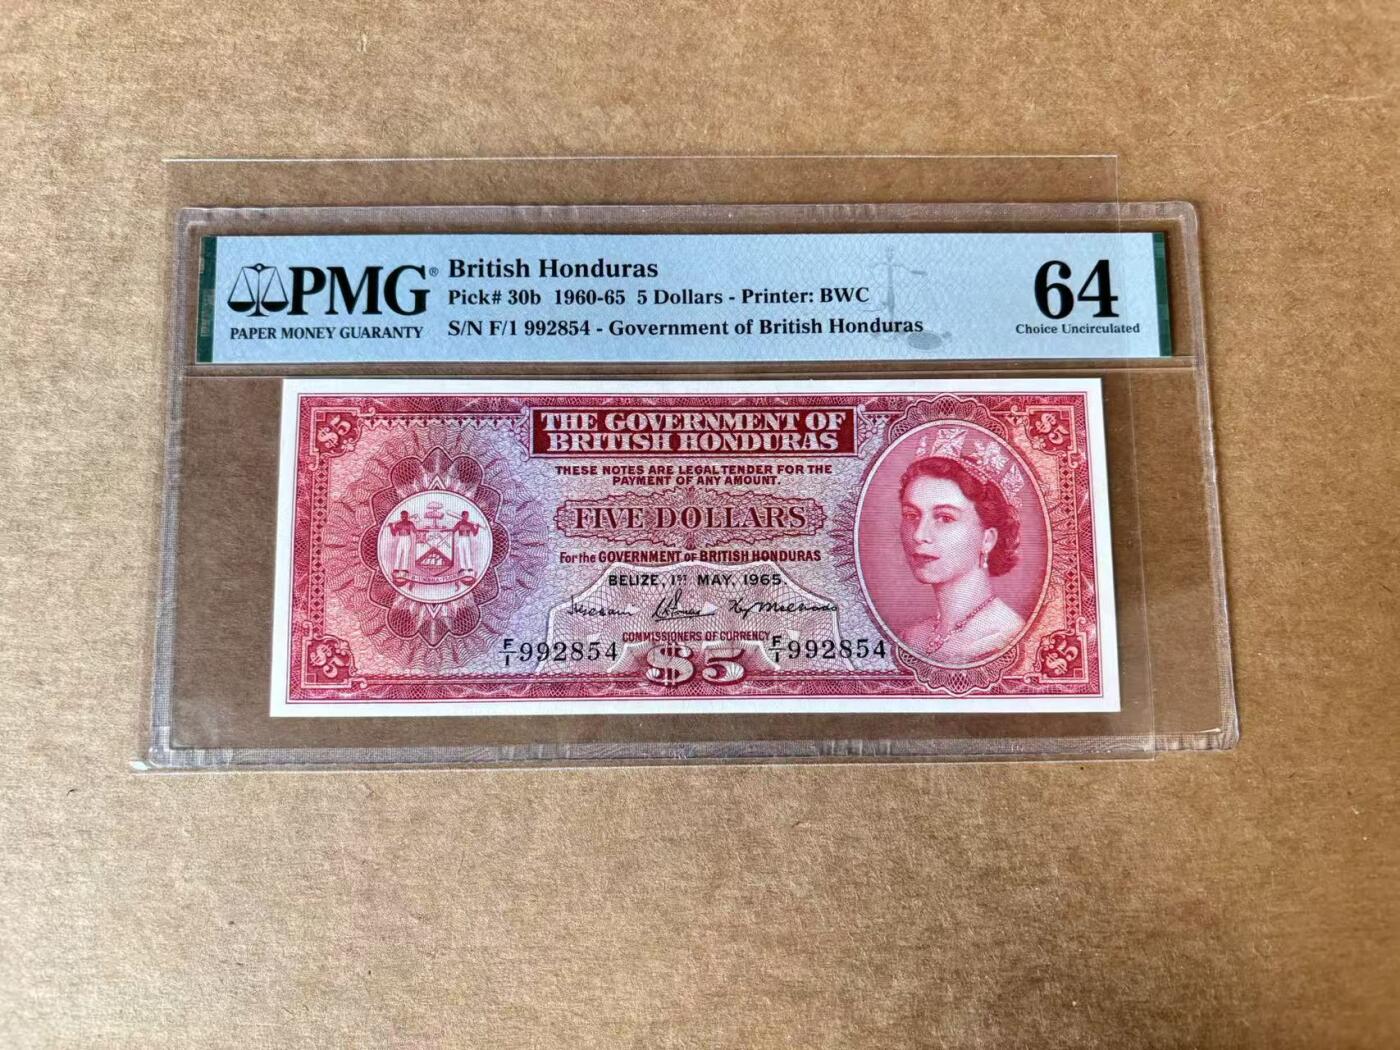 PMG®
PAPER MONEY GUARANTY
British Honduras
Pick# 30b 1960-65 5 Dollars - Printer: BWC
S/N F/1 992854 - Government of British Honduras
64
Choice Uncirculated
$5
$5
THE GOVERNMENT OF
BRITISH HONDURAS
THESE NOTES ARE LEGAL TENDER FOR THE
PAYMENT OF ANY AMOUNT.
FIVE DOLLARS
For the GOVERNMENT OF BRITISH HONDURAS
BELIZE, 1ST MAY, 1965.
COMMISSIONERS OF CURRENCY
F/1 992854
F/1 992854
$5
$5
$5